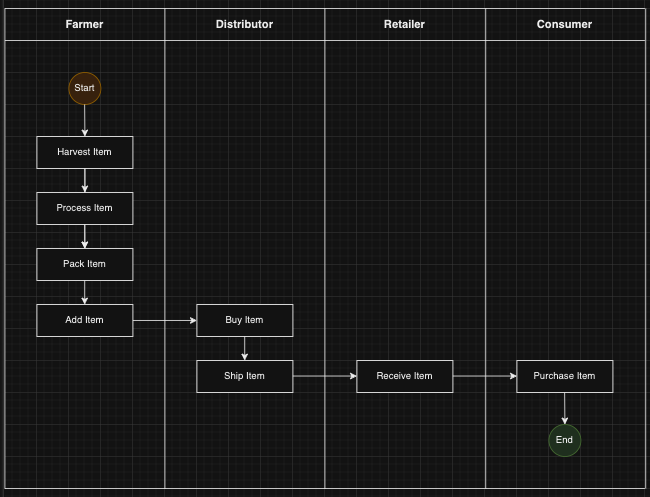 Farmer
Distributor
Retailer
Consumer
Start
Harvest Item
Process Item
Pack Item
Add Item
Buy Item
Ship Item
Receive Item
Purchase Item
End